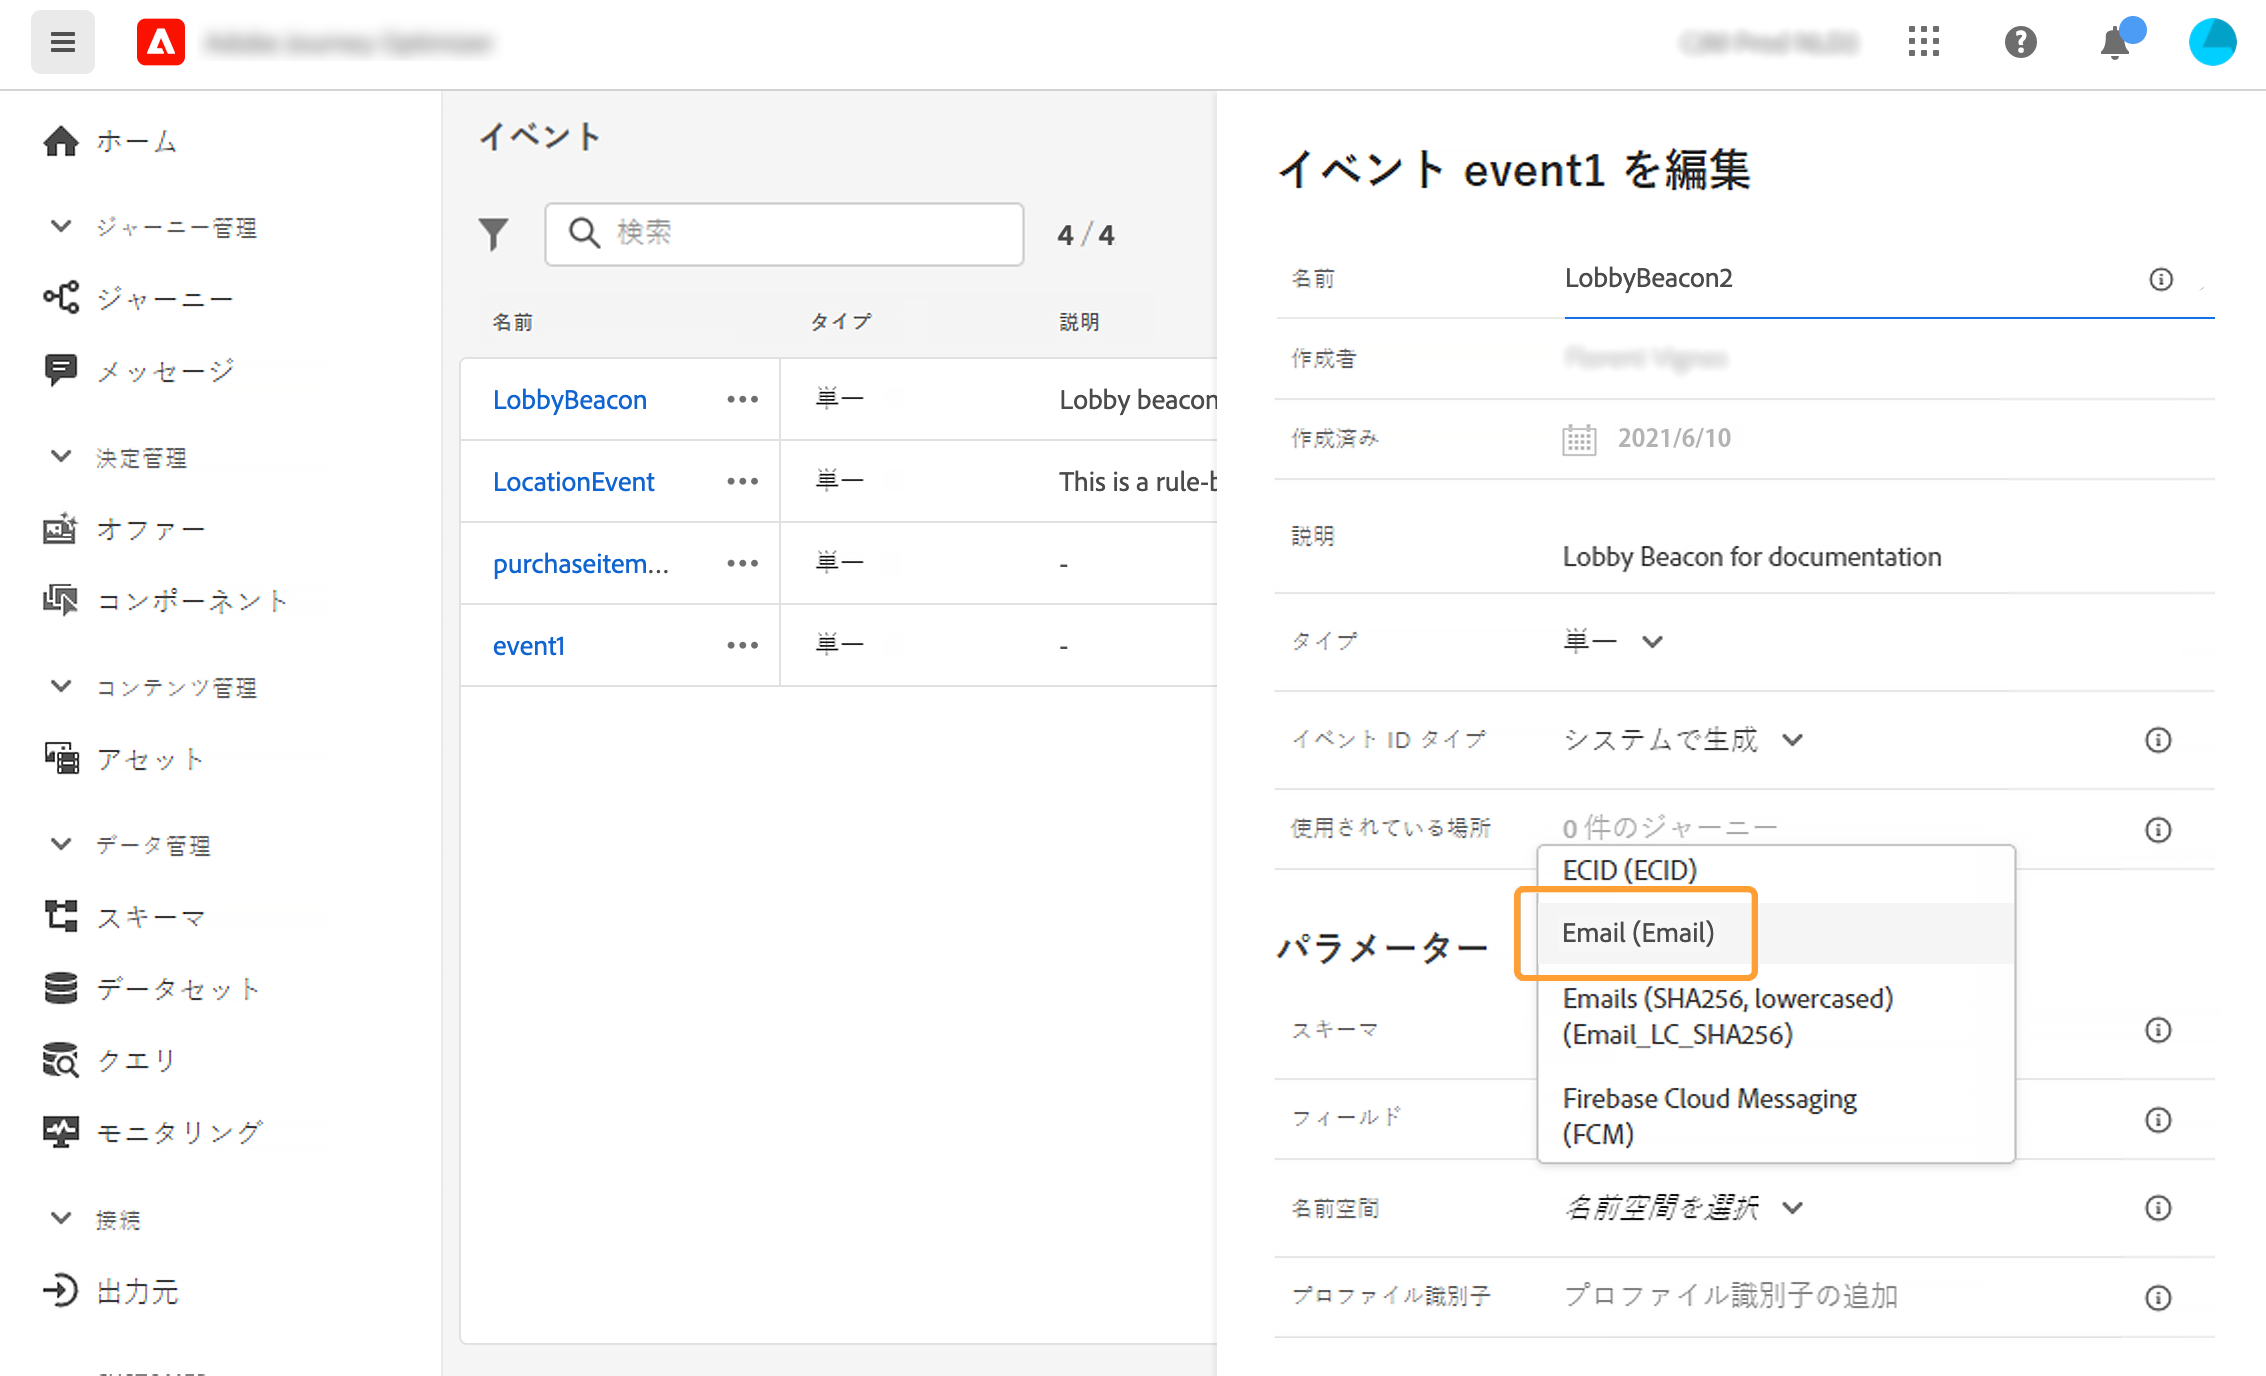 ホーム
ジャーニー管理
ジャーニー
メッセージ
決定管理
オファー
コンポーネント
コンテンツ管理
アセット
データ管理
スキーマ
データセット
クエリ
モニタリング
接続
出力元
イベント
検索
4 / 4
名前 タイプ 説明
LobbyBeacon 単一 Lobby beacon
LocationEvent 単一 This is a rule-b
purchaseitem... 単一 -
event1 単一 -
イベント event1 を編集
名前 LobbyBeacon2
作成者
作成済み 2021/6/10
説明 Lobby Beacon for documentation
タイプ 単一
イベント ID タイプ システムで生成
使用されている場所 0 件のジャーニー
ECID (ECID)
Email (Email)
Emails (SHA256, lowercased)
(Email_LC_SHA256)
Firebase Cloud Messaging
(FCM)
パラメーター
スキーマ
フィールド
名前空間 名前空間を選択
プロファイル識別子 プロファイル識別子の追加